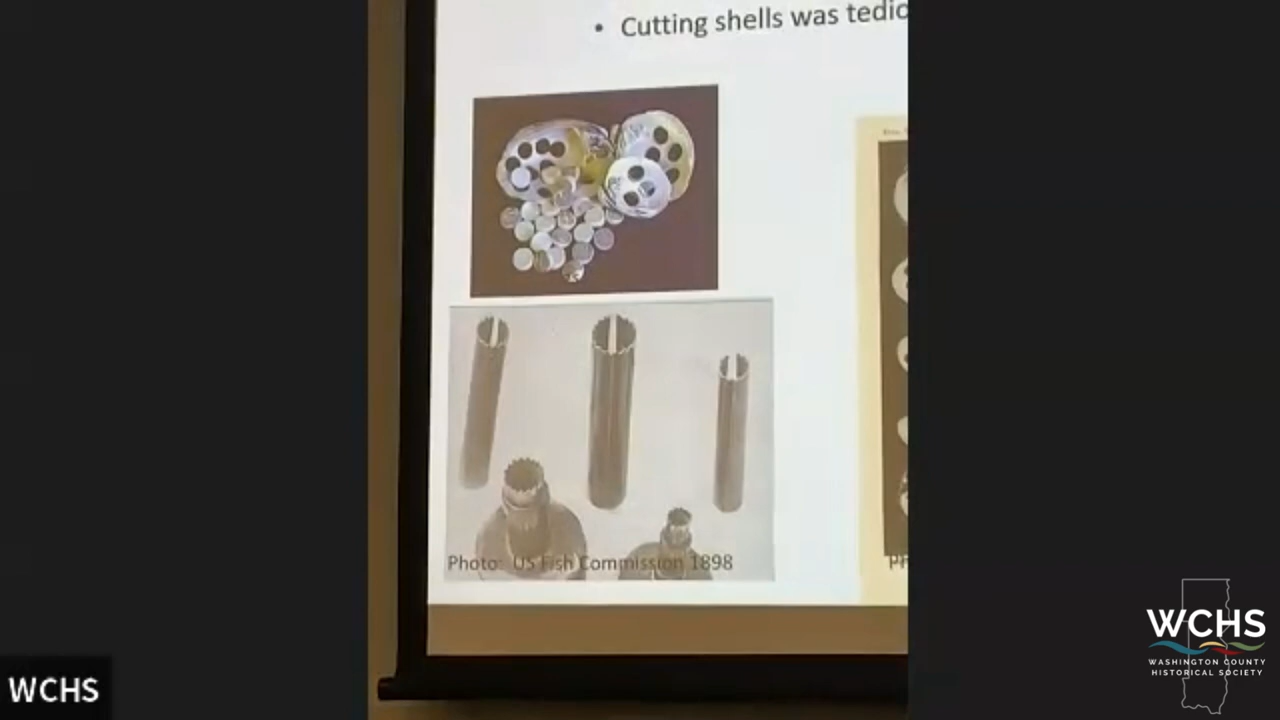 • Cutting shells was tedio
Photo: US Fish Commission 1898
WCHS
WCHS
WASHINGTON COUNTY
HISTORICAL SOCIETY